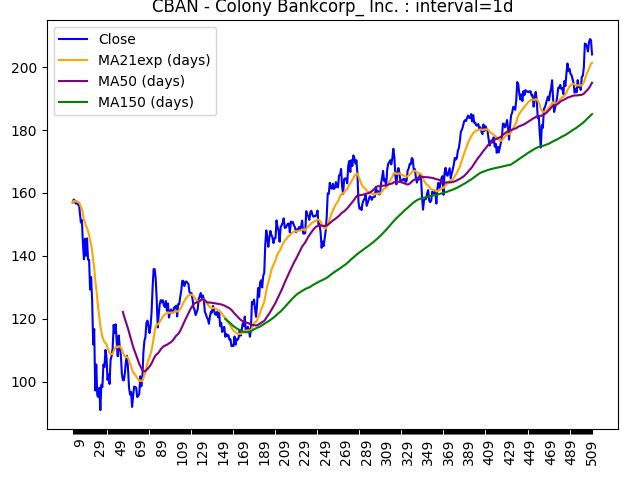 CBAN - Colony Bankcorp_ Inc. : interval=1d
Close
MA21exp (days)
MA50 (days)
MA150 (days)
200
180
160
140
120
100
9 29 49 69 89 109 129 149 169 189 209 229 249 269 289 309 329 349 369 389 409 429 449 469 489 509